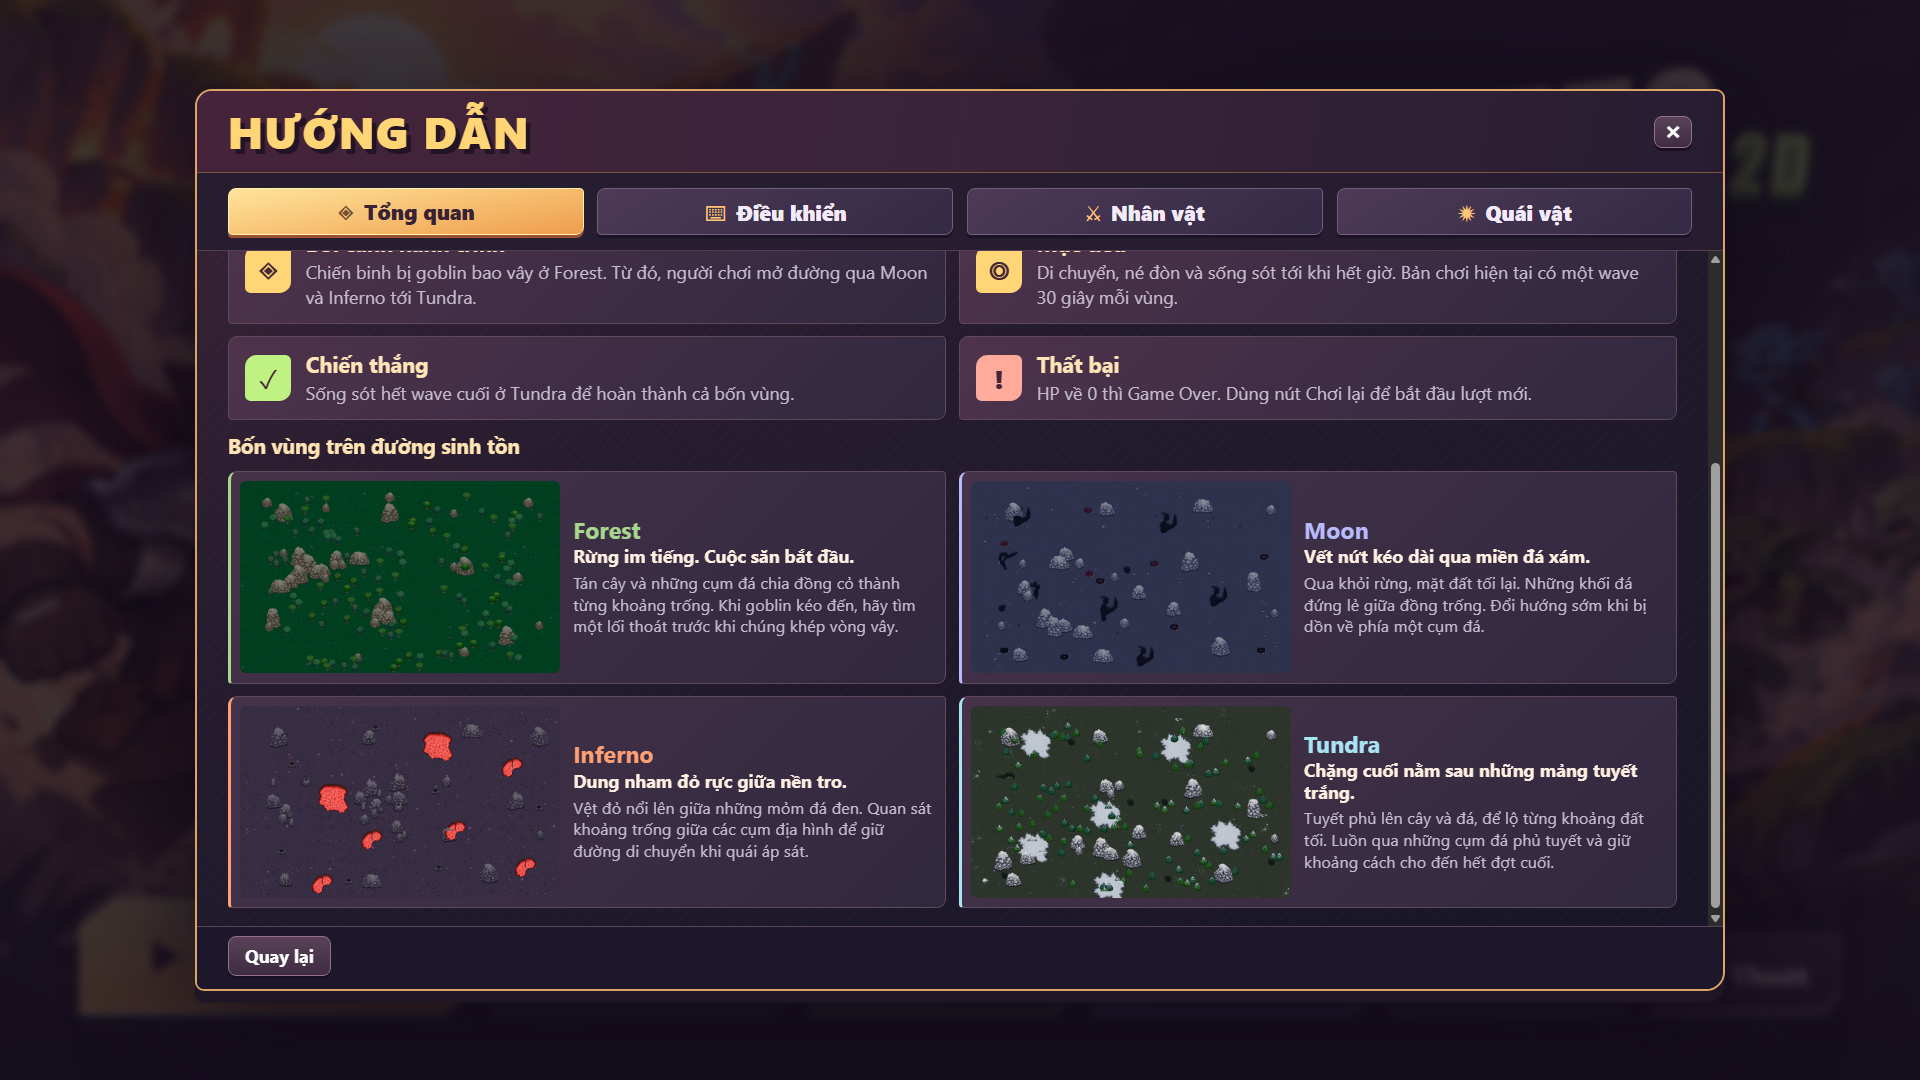 HƯỚNG DẪN
Tổng quan
Điều khiển
Nhân vật
Quái vật
Chiến binh bị goblin bao vây ở Forest. Từ đó, người chơi mở đường qua Moon
và Inferno tới Tundra.
Di chuyển, né đòn và sống sót tới khi hết giờ. Bản chơi hiện tại có một wave
30 giây mỗi vùng.
Chiến thắng
Sống sót hết wave cuối ở Tundra để hoàn thành cả bốn vùng.
Thất bại
HP về 0 thì Game Over. Dùng nút Chơi lại để bắt đầu lượt mới.
Bốn vùng trên đường sinh tồn
Forest
Rừng im tiếng. Cuộc săn bắt đầu.
Tán cây và những cụm đá chia đồng cỏ thành
từng khoảng trống. Khi goblin kéo đến, hãy tìm
một lối thoát trước khi chúng khép vòng vây.
Moon
Vết nứt kéo dài qua miền đá xám.
Qua khỏi rừng, mặt đất tối lại. Những khối đá
đứng lẻ giữa đồng trống. Đổi hướng sớm khi bị
dồn về phía một cụm đá.
Inferno
Dung nham đỏ rực giữa nền tro.
Vệt đỏ nổi lên giữa những mỏm đá đen. Quan sát
khoảng trống giữa các cụm địa hình để giữ
đường di chuyển khi quái áp sát.
Tundra
Chặng cuối nằm sau những mảng tuyết
trắng.
Tuyết phủ lên cây và đá, để lộ từng khoảng đất
tối. Luồn qua những cụm đá phủ tuyết và giữ
khoảng cách cho đến hết đợt cuối.
Quay lại
2D
Thoát